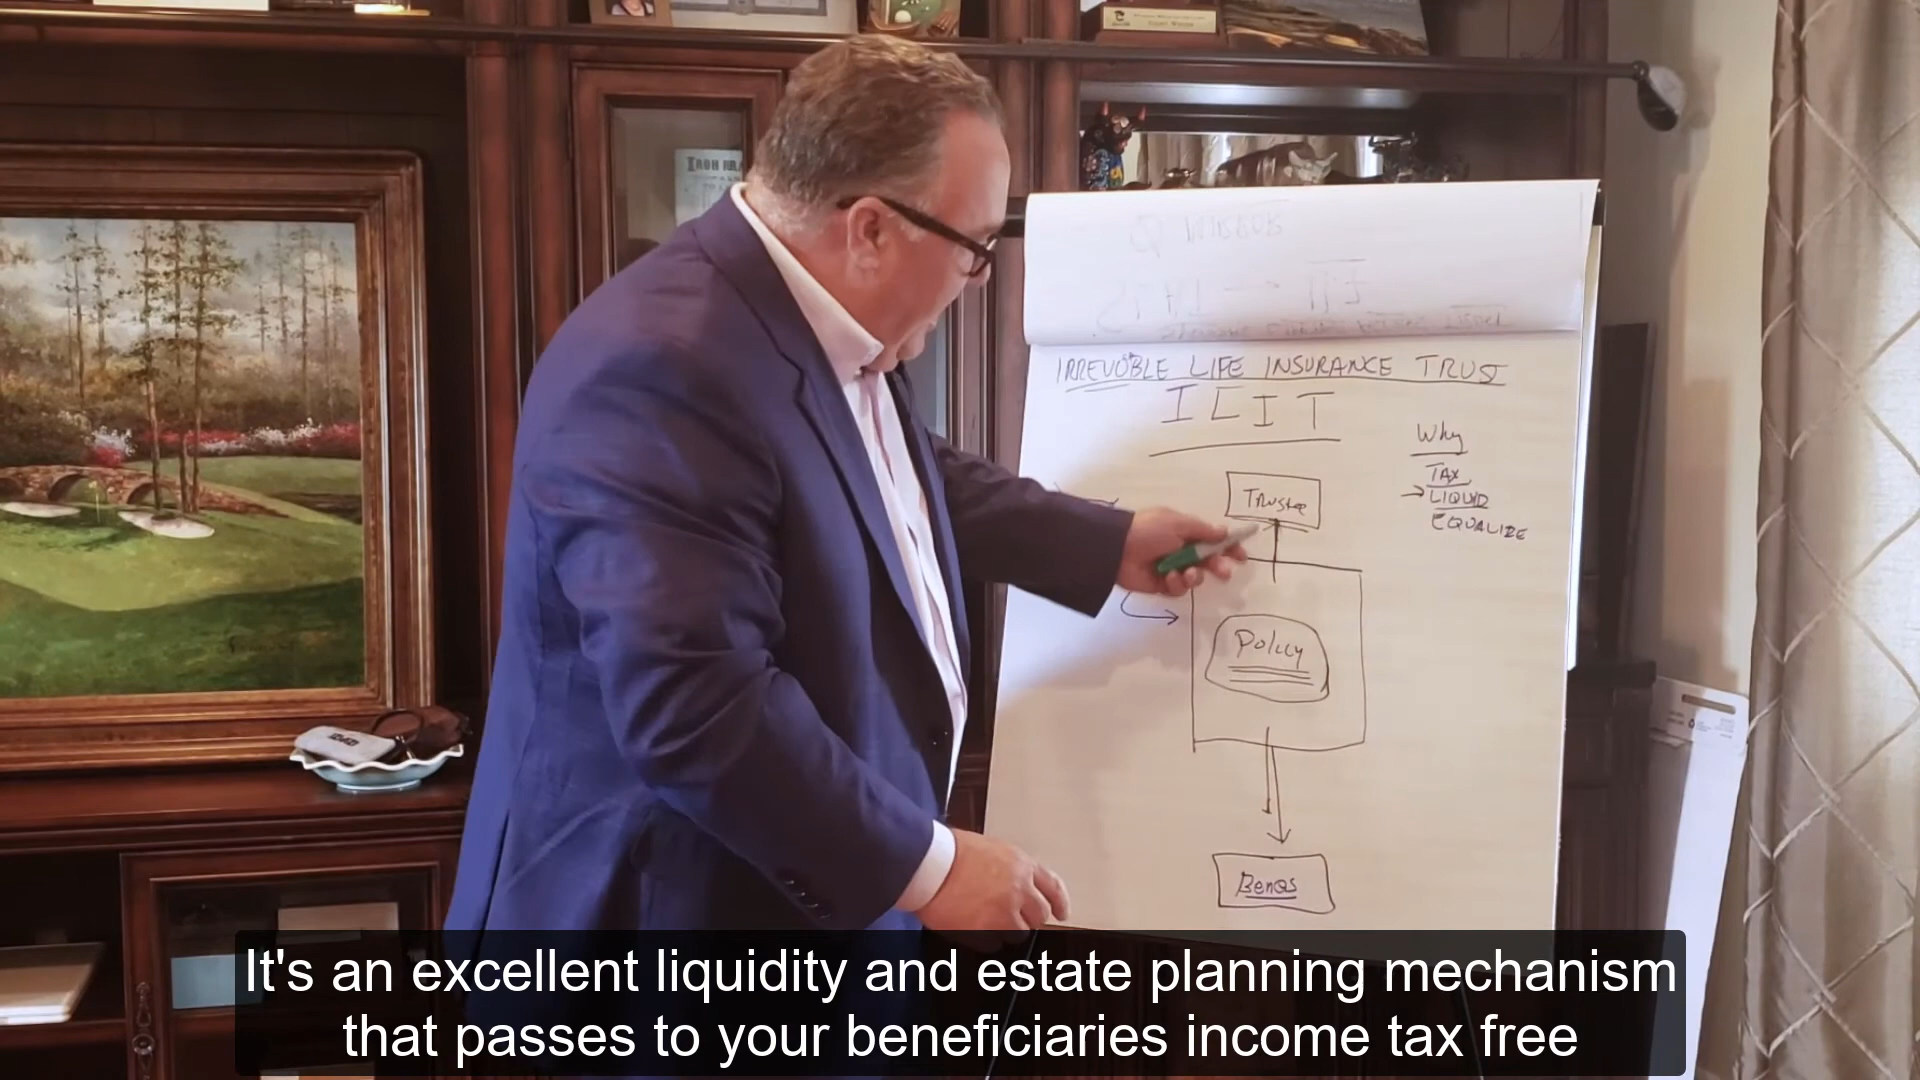 IRREVOBLE LIFE INSURANCE TRUST
ILIT
Why
TAX
→ LIQUID
EQUALIZE
Trustee
Policy
Benes
It's an excellent liquidity and estate planning mechanism
that passes to your beneficiaries income tax free